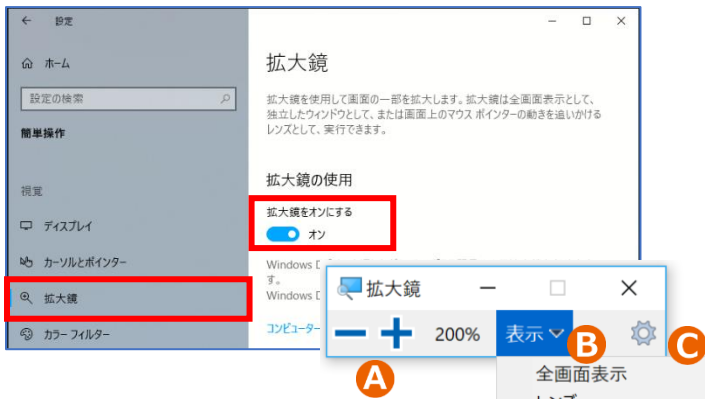 設定
ホーム
設定の検索
簡単操作
視覚
ディスプレイ
カーソルとポインター
拡大鏡
カラー フィルター
拡大鏡
拡大鏡を使用して画面の一部を拡大します。拡大鏡は全画面表示として、
独立したウィンドウとして、または画面上のマウス ポインターの動きを追いかける
レンズとして、実行できます。
拡大鏡の使用
拡大鏡をオンにする
オン
Windows
す。
Windows
コンピューター
拡大鏡
200%
表示
全画面表示
A
B
C